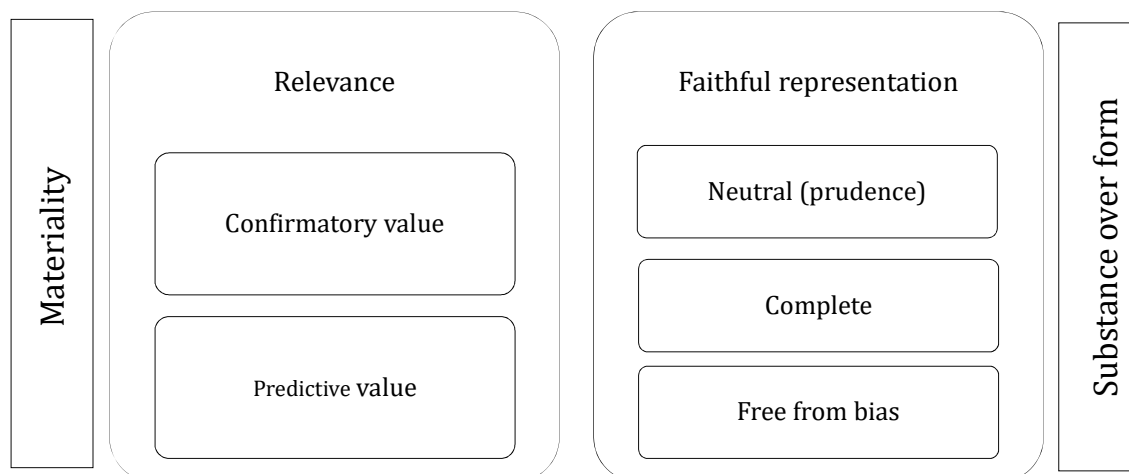 Materiality
Relevance
Confirmatory value
Predictive value
Faithful representation
Neutral (prudence)
Complete
Free from bias
Substance over form